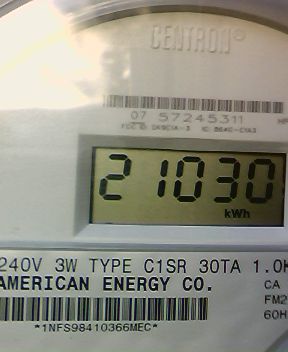 CENTRON®
07 57245311
21030
kWh
240V 3W TYPE C1SR 30TA 1.0K
AMERICAN ENERGY CO.
CA
FM2
60H
*1NFS98410366MEC*